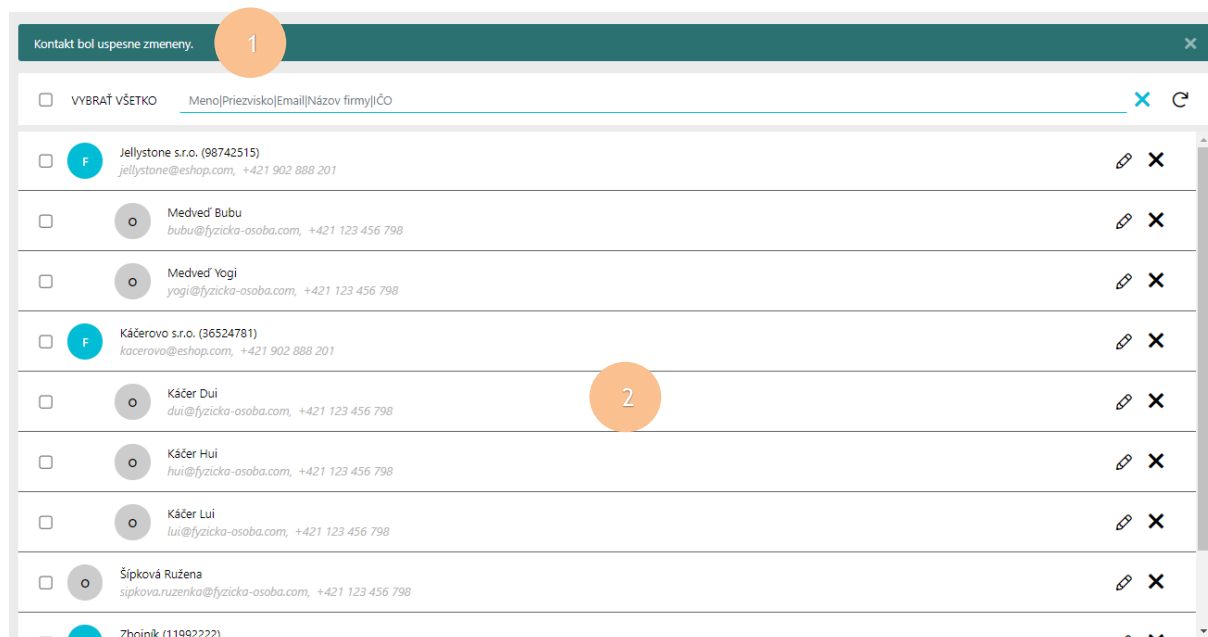 Kontakt bol uspesne zmeneny.
1
VYBRAŤ VŠETKO
Meno|Priezvisko|Email|Názov firmy|IČO
F
Jellystone s.r.o. (98742515)
jellystone@eshop.com, +421 902 888 201
O
Medveď Bubu
bubu@fyzicka-osoba.com, +421 123 456 798
O
Medveď Yogi
yogi@fyzicka-osoba.com, +421 123 456 798
F
Káčerovo s.r.o. (36524781)
kacerovo@eshop.com, +421 902 888 201
2
O
Káčer Dui
dui@fyzicka-osoba.com, +421 123 456 798
O
Káčer Hui
hui@fyzicka-osoba.com, +421 123 456 798
O
Káčer Lui
lui@fyzicka-osoba.com, +421 123 456 798
O
Šípková Ružena
sipkova.ruzenka@fyzicka-osoba.com, +421 123 456 798
Zbojník (11992222)